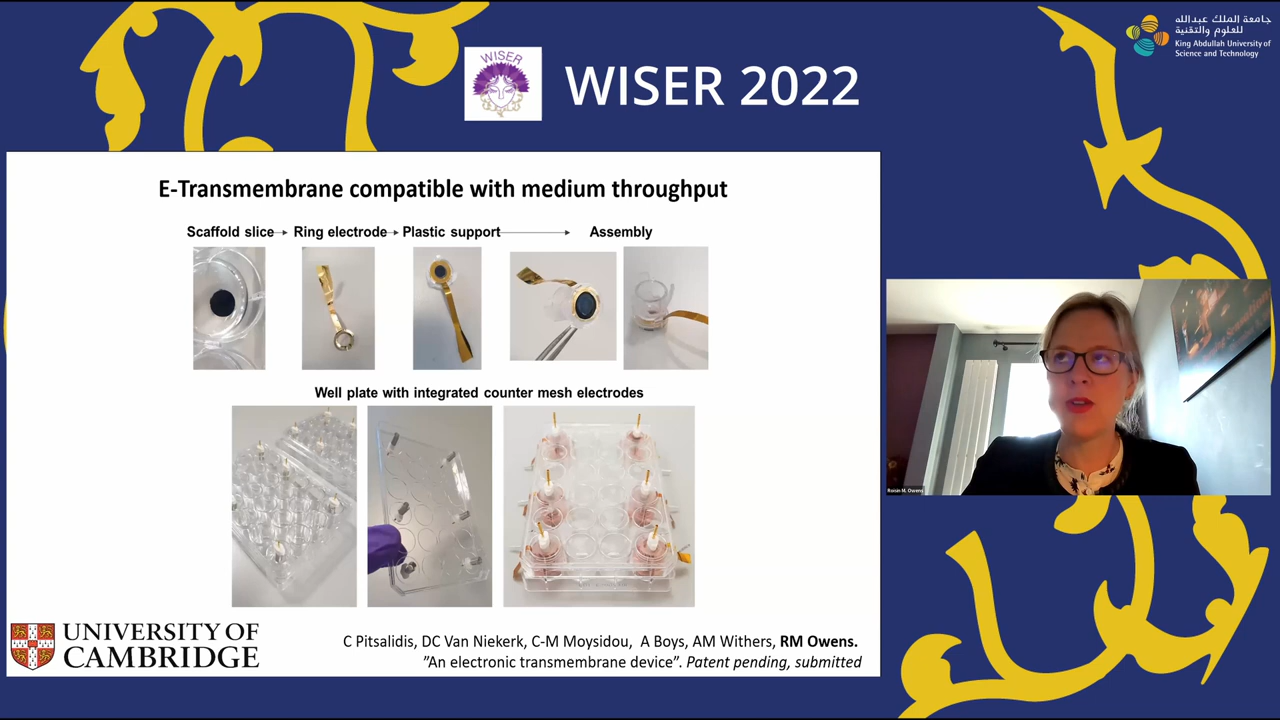 جامعة الملك عبدالله
للعلوم والتقنية
King Abdullah University of
Science and Technology
WISER
WISER 2022
E-Transmembrane compatible with medium throughput
Scaffold slice
Ring electrode
Plastic support
Assembly
Well plate with integrated counter mesh electrodes
Roisin M. Owens
UNIVERSITY OF
CAMBRIDGE
C Pitsalidis, DC Van Niekerk, C-M Moysidou, A Boys, AM Withers, RM Owens.
"An electronic transmembrane device". Patent pending, submitted